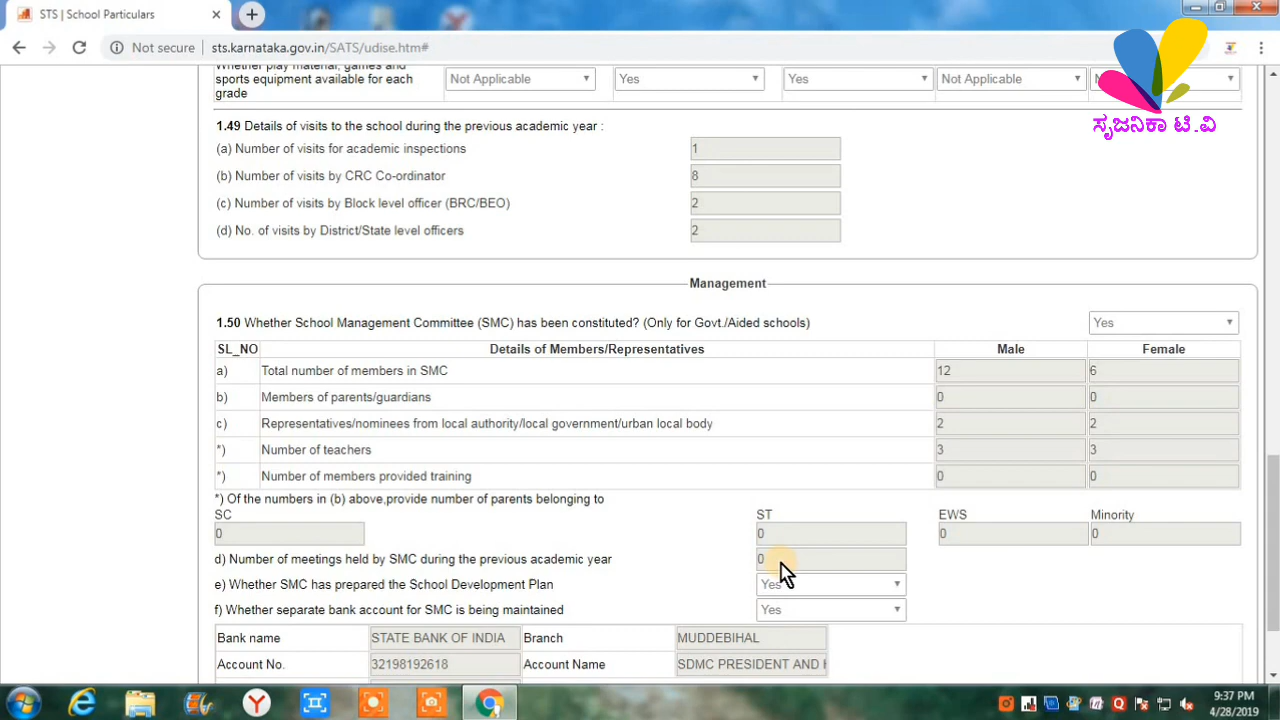 STS | School Particulars
Not secure sts.karnataka.gov.in/SATS/udise.htm#
ಸೃಜನಿಕಾ ಟಿ.ವಿ
Whether play material, games and
sports equipment available for each
grade
Not Applicable Yes Yes Not Applicable
1.49 Details of visits to the school during the previous academic year :
(a) Number of visits for academic inspections 1
(b) Number of visits by CRC Co-ordinator 8
(c) Number of visits by Block level officer (BRC/BEO) 2
(d) No. of visits by District/State level officers 2
Management
1.50 Whether School Management Committee (SMC) has been constituted? (Only for Govt./Aided schools) Yes
SL_NO Details of Members/Representatives Male Female
a) Total number of members in SMC 12 6
b) Members of parents/guardians 0 0
c) Representatives/nominees from local authority/local government/urban local body 2 2
*) Number of teachers 3 3
*) Number of members provided training 0 0
*) Of the numbers in (b) above,provide number of parents belonging to
SC ST EWS Minority
0 0 0 0
d) Number of meetings held by SMC during the previous academic year 0
e) Whether SMC has prepared the School Development Plan Yes
f) Whether separate bank account for SMC is being maintained Yes
Bank name STATE BANK OF INDIA Branch MUDDEBIHAL
Account No. 32198192618 Account Name SDMC PRESIDENT AND
9:37 PM
4/28/2019